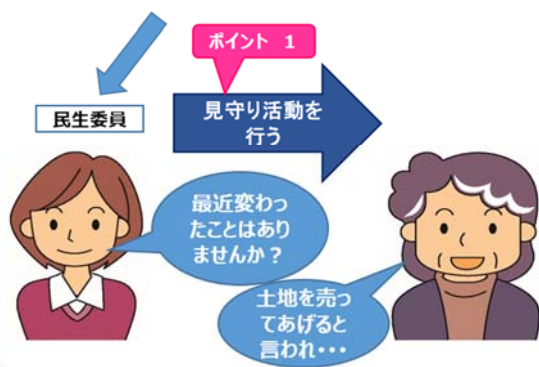 ポイント 1
民生委員
見守り活動を
行う
最近変わっ
たことはあり
ませんか？
土地を売っ
てあげると
言われ・・・